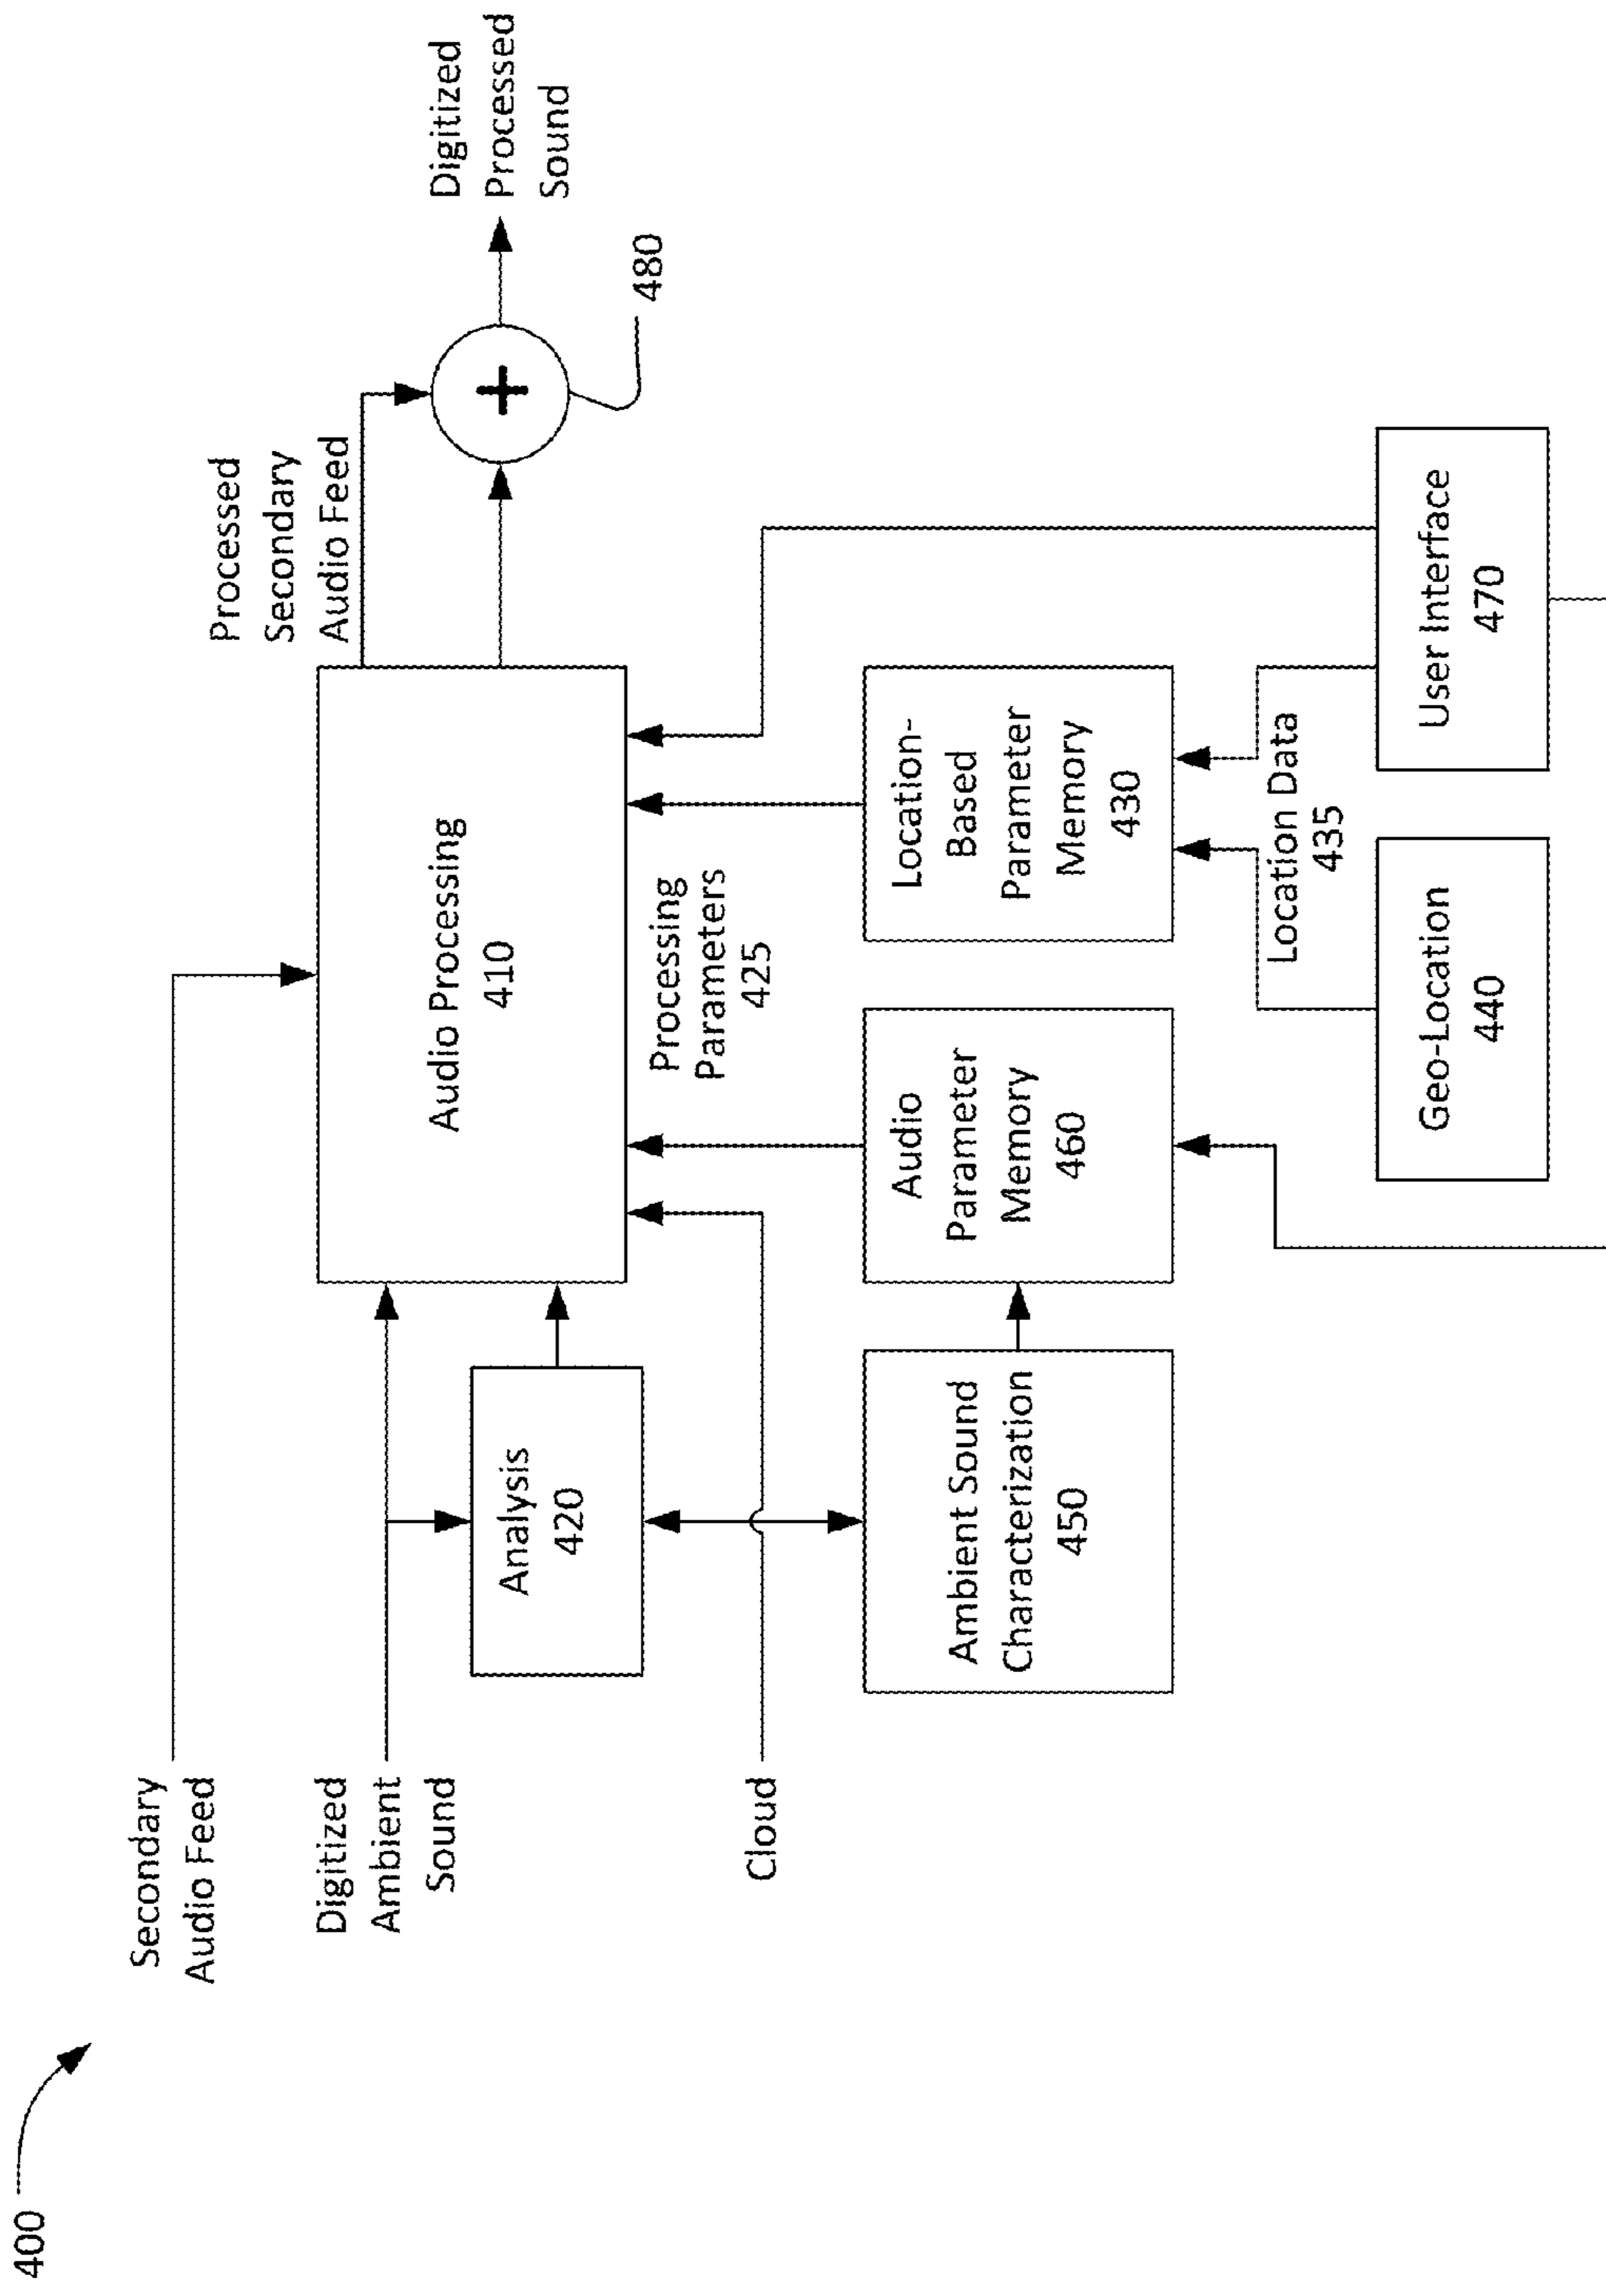 400
Secondary
Audio Feed
Digitized
Ambient
Sound
Cloud
Analysis
420
Audio Processing
410
Processed
Secondary
Audio Feed
Digitized
Processed
Sound
480
Processing
Parameters
425
Ambient Sound
Characterization
450
Audio
Parameter
Memory
460
Location-
Based
Parameter
Memory
430
Location Data
435
Geo-Location
440
User Interface
470
+